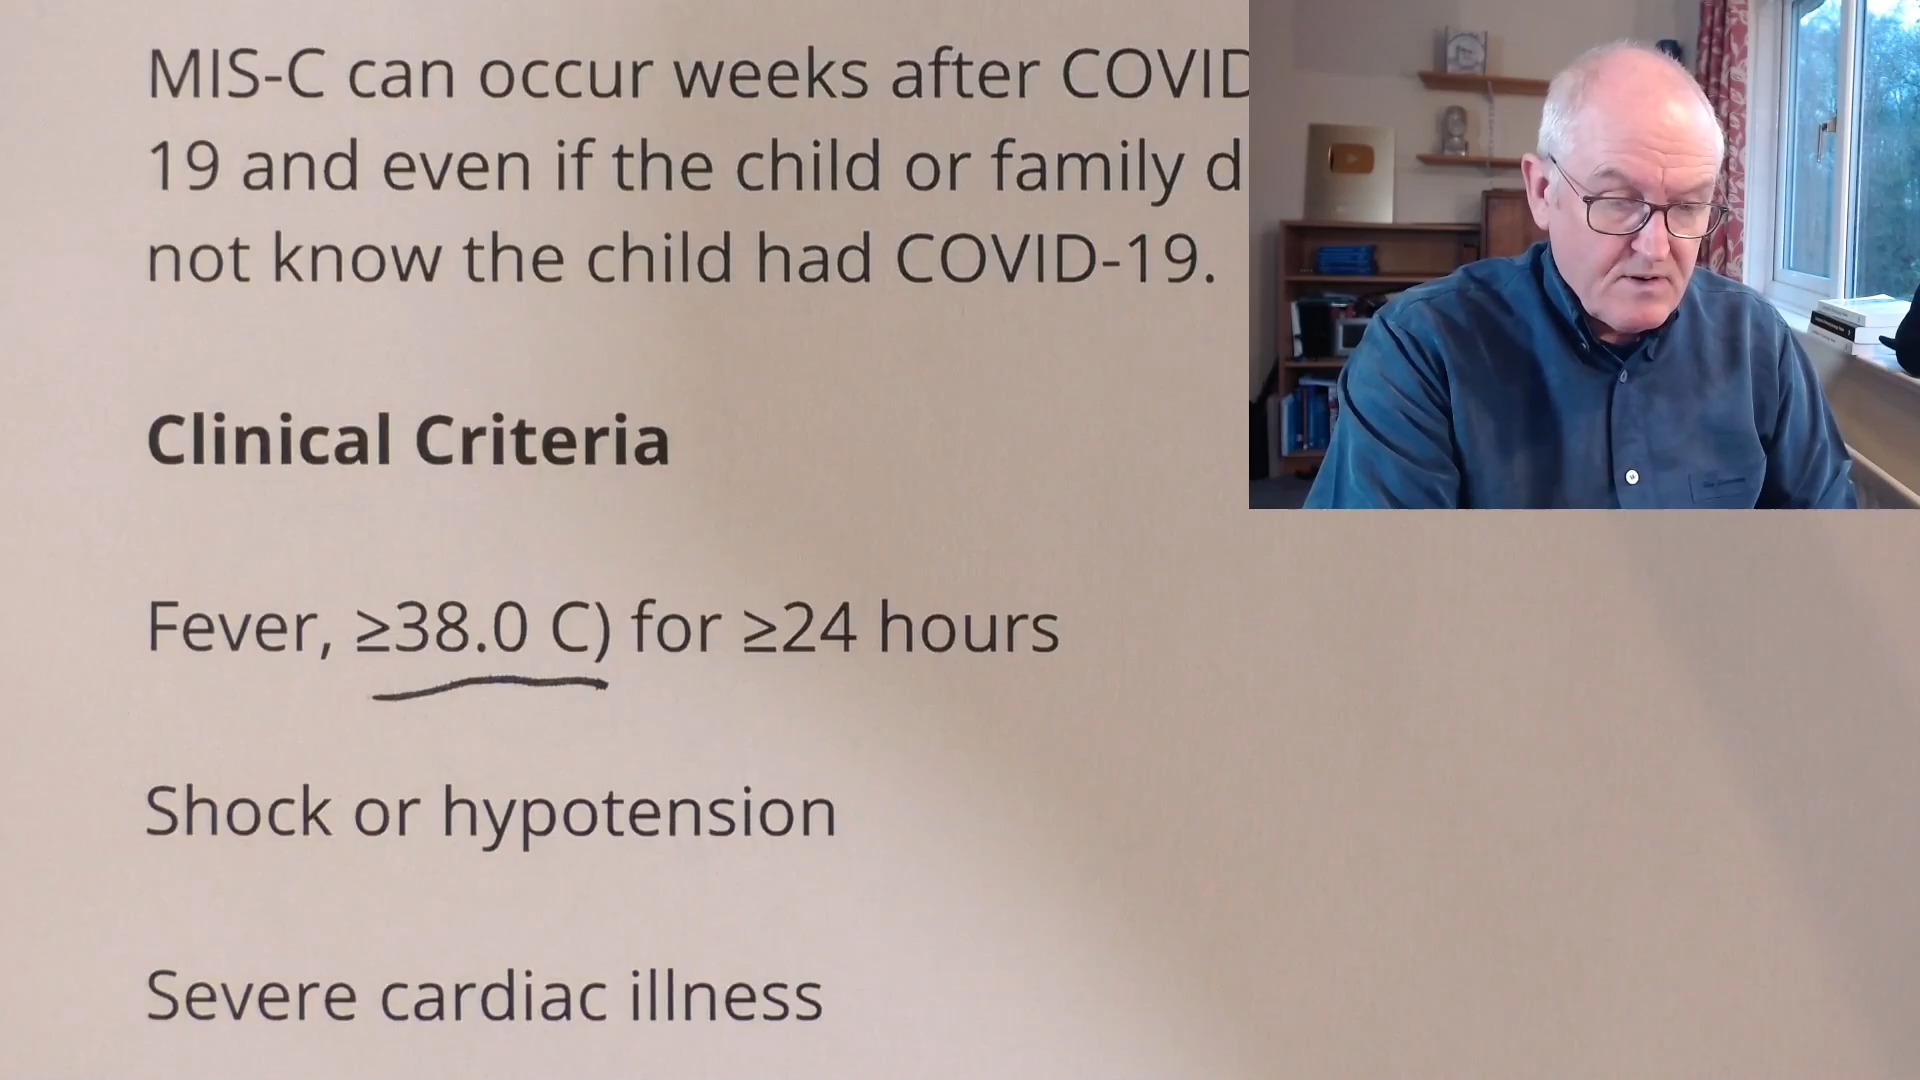 MIS-C can occur weeks after COVID
19 and even if the child or family d
not know the child had COVID-19.
Clinical Criteria
Fever, ≥38.0 C) for ≥24 hours
Shock or hypotension
Severe cardiac illness